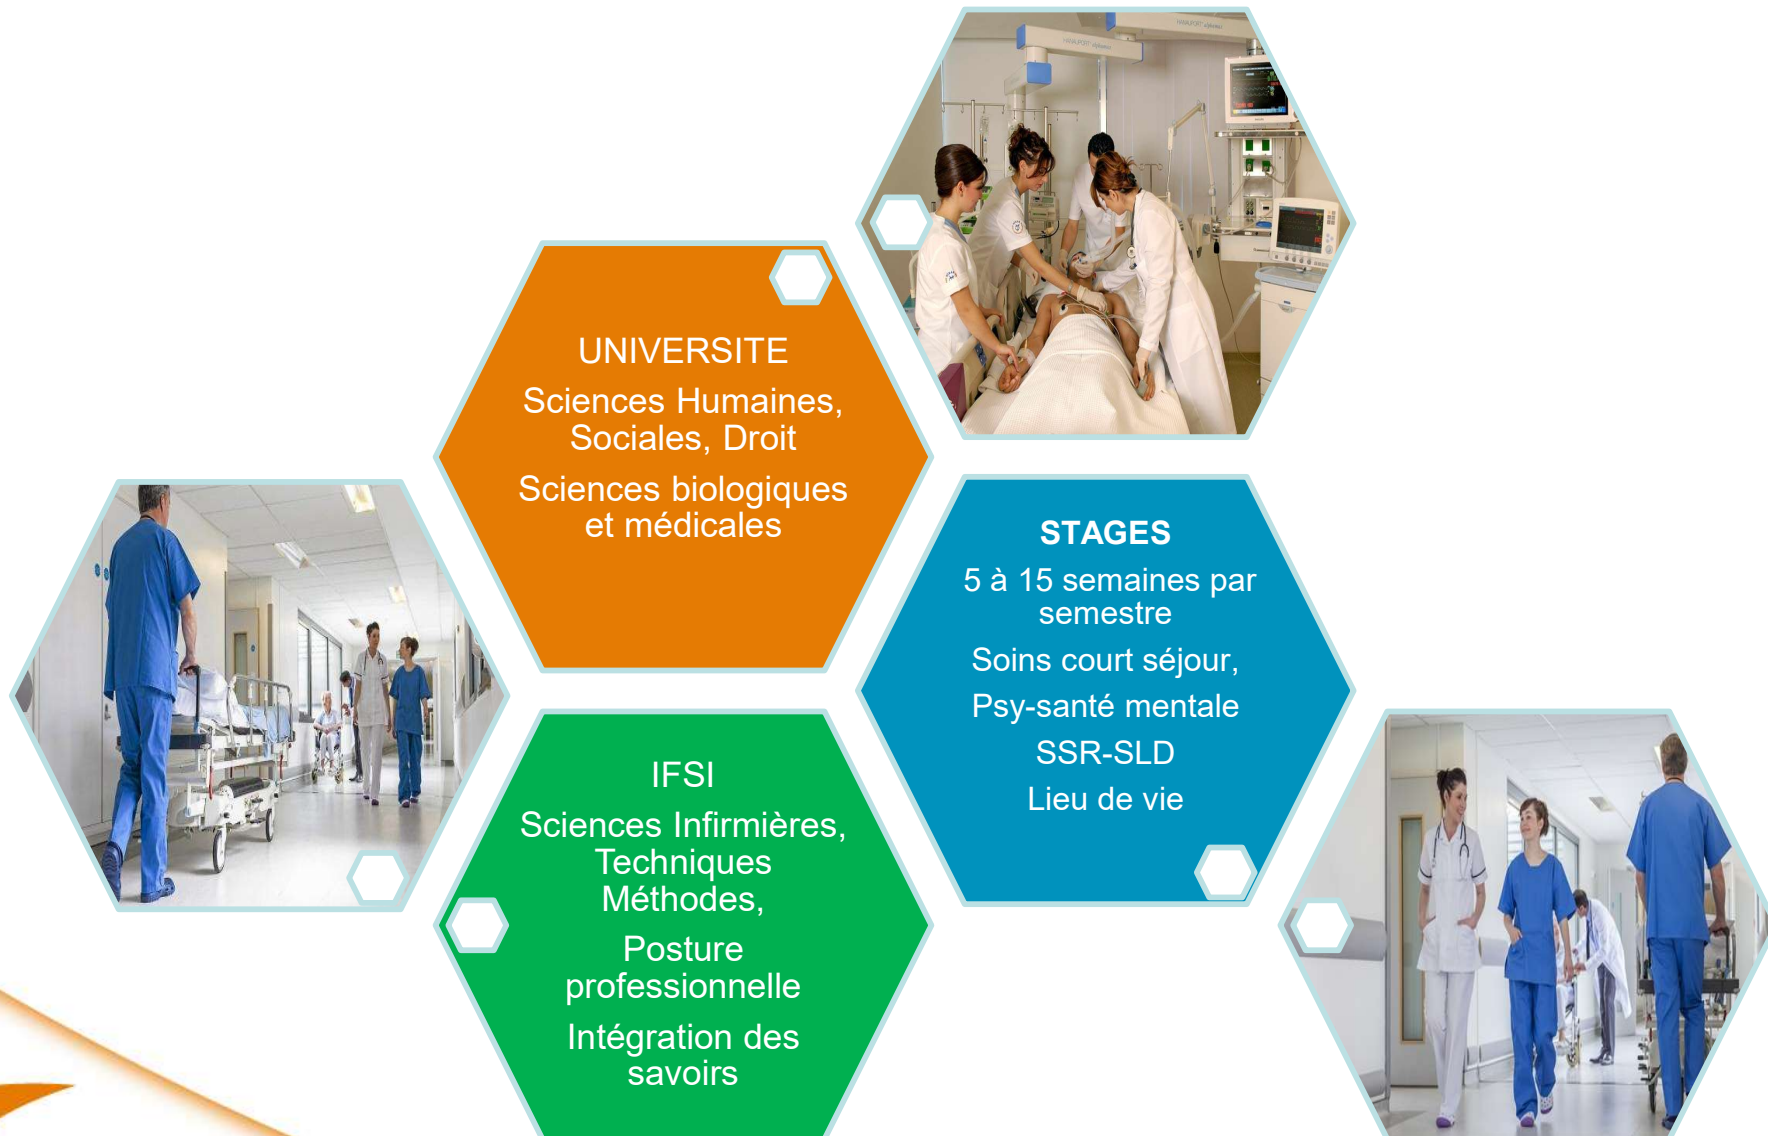 UNIVERSITE
Sciences Humaines,
Sociales, Droit
Sciences biologiques
et médicales
STAGES
5 à 15 semaines par
semestre
Soins court séjour,
Psy-santé mentale
SSR-SLD
Lieu de vie
IFSI
Sciences Infirmières,
Techniques
Méthodes,
Posture
professionnelle
Intégration des
savoirs